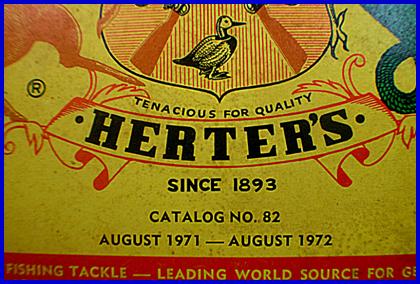 ®
TENACIOUS FOR QUALITY
·HERTER'S·
SINCE 1893
CATALOG NO. 82
AUGUST 1971 — AUGUST 1972
FISHING TACKLE — LEADING WORLD SOURCE FOR